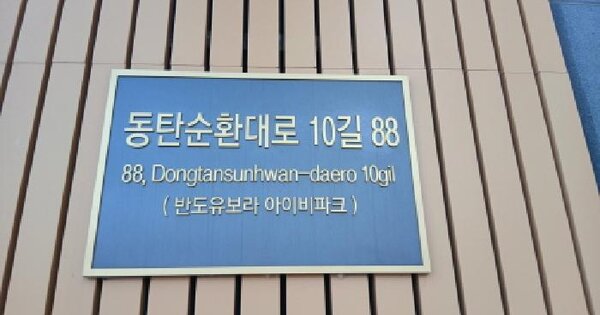 동탄순환대로 10길 88
88, Dongtansunhwan-daero 10gil
( 반도유보라 아이비파크 )